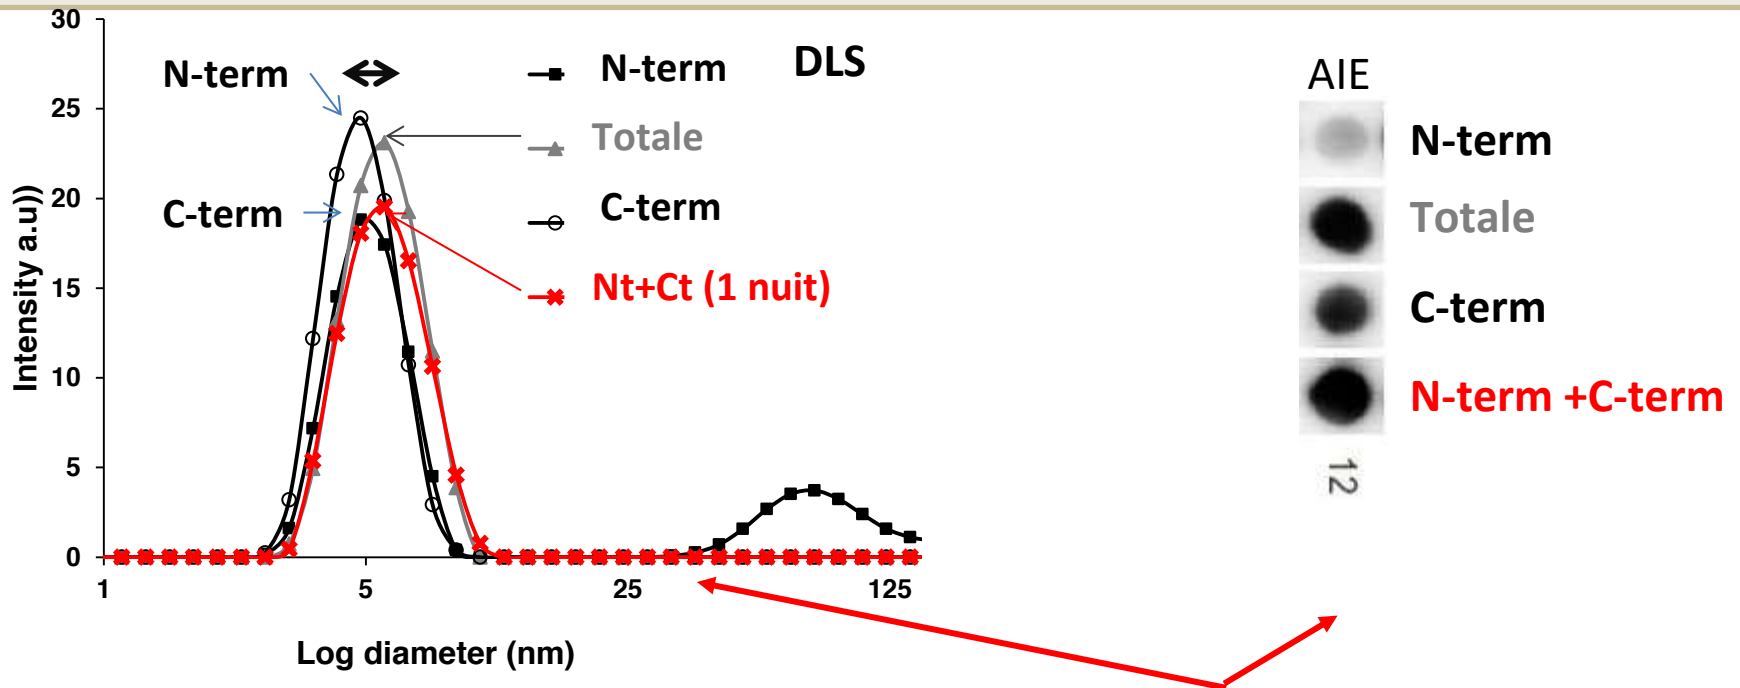 30
25
20
15
10
5
0
Intensity a.u))
1
5
25
125
Log diameter (nm)
N-term
C-term
DLS
N-term
Totale
C-term
Nt+Ct (1 nuit)
AIE
N-term
Totale
C-term
N-term +C-term
12